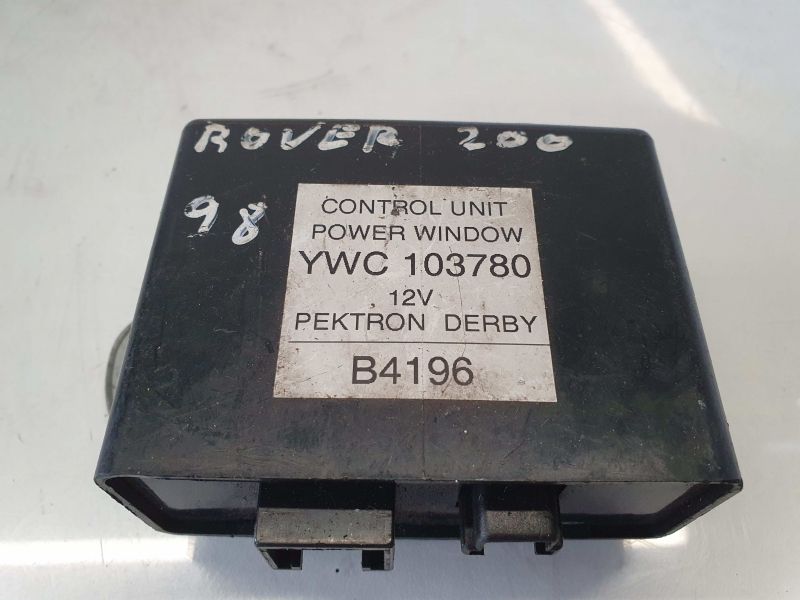 ROVER 200
98
CONTROL UNIT
POWER WINDOW
YWC 103780
12V
PEKTRON DERBY
B4196